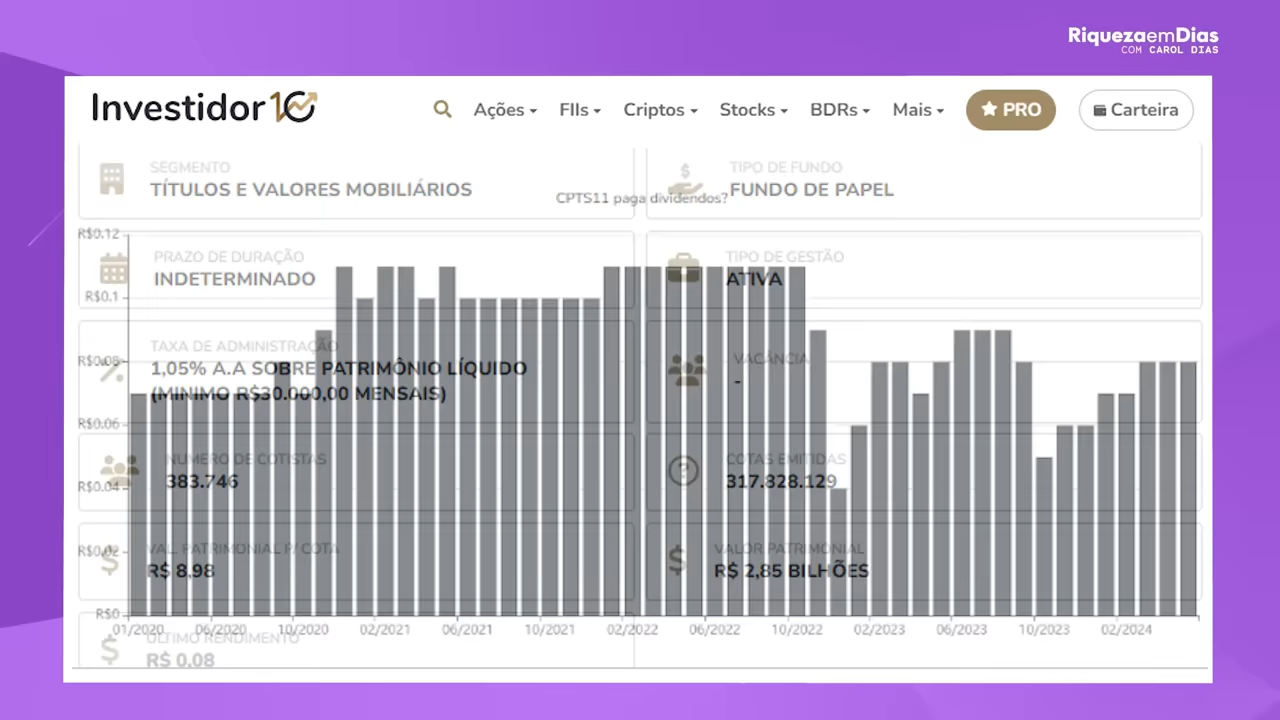 RiquezaemDias
COM CAROL DIAS
Investidor10
Ações
FIIs
Criptos
Stocks
BDRs
Mais
PRO
Carteira
SEGMENTO
TÍTULOS E VALORES MOBILIÁRIOS
TIPO DE FUNDO
FUNDO DE PAPEL
CPTS11 paga dividendos?
R$0.12
R$0.1
R$0.08
R$0.06
R$0.04
R$0.02
R$0
PRAZO DE DURAÇÃO
INDETERMINADO
TIPO DE GESTÃO
ATIVA
TAXA DE ADMINISTRAÇÃO
1,05% A.A SOBRE PATRIMÔNIO LÍQUIDO
(MINIMO R$30.000,00 MENSAIS)
VACÂNCIA
-
NUMERO DE COTISTAS
383.746
COTAS EMITIDAS
317.828.129
VAL. PATRIMONIAL P/ COTA
R$ 8,98
VALOR PATRIMONIAL
R$ 2,85 BILHÕES
01/2020
06/2020
10/2020
02/2021
06/2021
10/2021
02/2022
06/2022
10/2022
02/2023
06/2023
10/2023
02/2024
ÚLTIMO RENDIMENTO
R$ 0,08